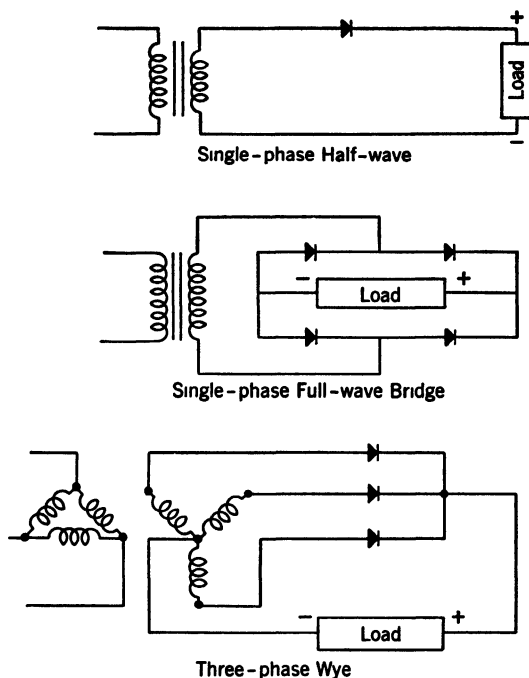 +
Load
−
Single-phase Half-wave
− Load +
Single-phase Full-wave Bridge
− Load +
Three-phase Wye